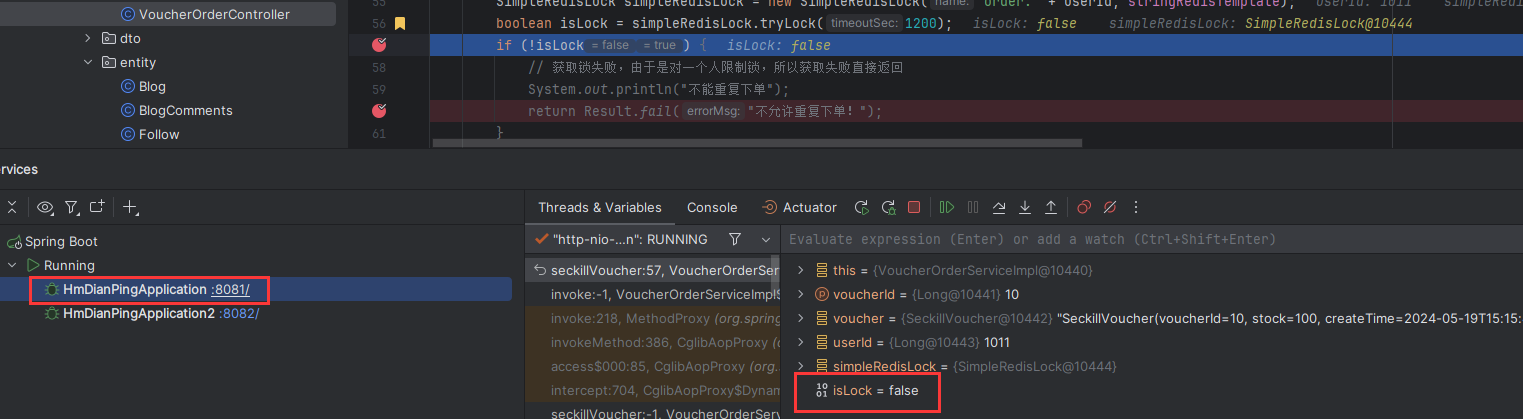 VoucherOrderController
dto
entity
Blog
BlogComments
Follow
55 SimpleRedisLock simpleRedisLock = new SimpleRedisLock( name: "order:" + userId, stringRedisTemplate); userId: 1011
56 boolean isLock = simpleRedisLock.tryLock( timeoutSec: 1200); isLock: false simpleRedisLock: SimpleRedisLock@10444
if (!isLock = false = true ) { isLock: false
58 // 获取锁失败，由于是对一个人限制锁，所以获取失败直接返回
59 System.out.println("不能重复下单");
return Result.fail( errorMsg: "不允许重复下单！");
61 }
ervices
Threads & Variables Console Actuator
"http-nio-...n": RUNNING
Evaluate expression (Enter) or add a watch (Ctrl+Shift+Enter)
Spring Boot
Running
HmDianPingApplication :8081/
HmDianPingApplication2 :8082/
seckillVoucher:57, VoucherOrderSer
invoke:-1, VoucherOrderServiceImpl$
invoke:218, MethodProxy (org.spring
invokeMethod:386, CglibAopProxy (
access$000:85, CglibAopProxy (org.
intercept:704, CglibAopProxy$Dynam
seckillVoucher:-1, VoucherOrderServ
this = {VoucherOrderServiceImpl@10440}
voucherId = {Long@10441} 10
voucher = {SeckillVoucher@10442} "SeckillVoucher(voucherId=10, stock=100, createTime=2024-05-19T15:15:
userId = {Long@10443} 1011
simpleRedisLock = {SimpleRedisLock@10444}
isLock = false